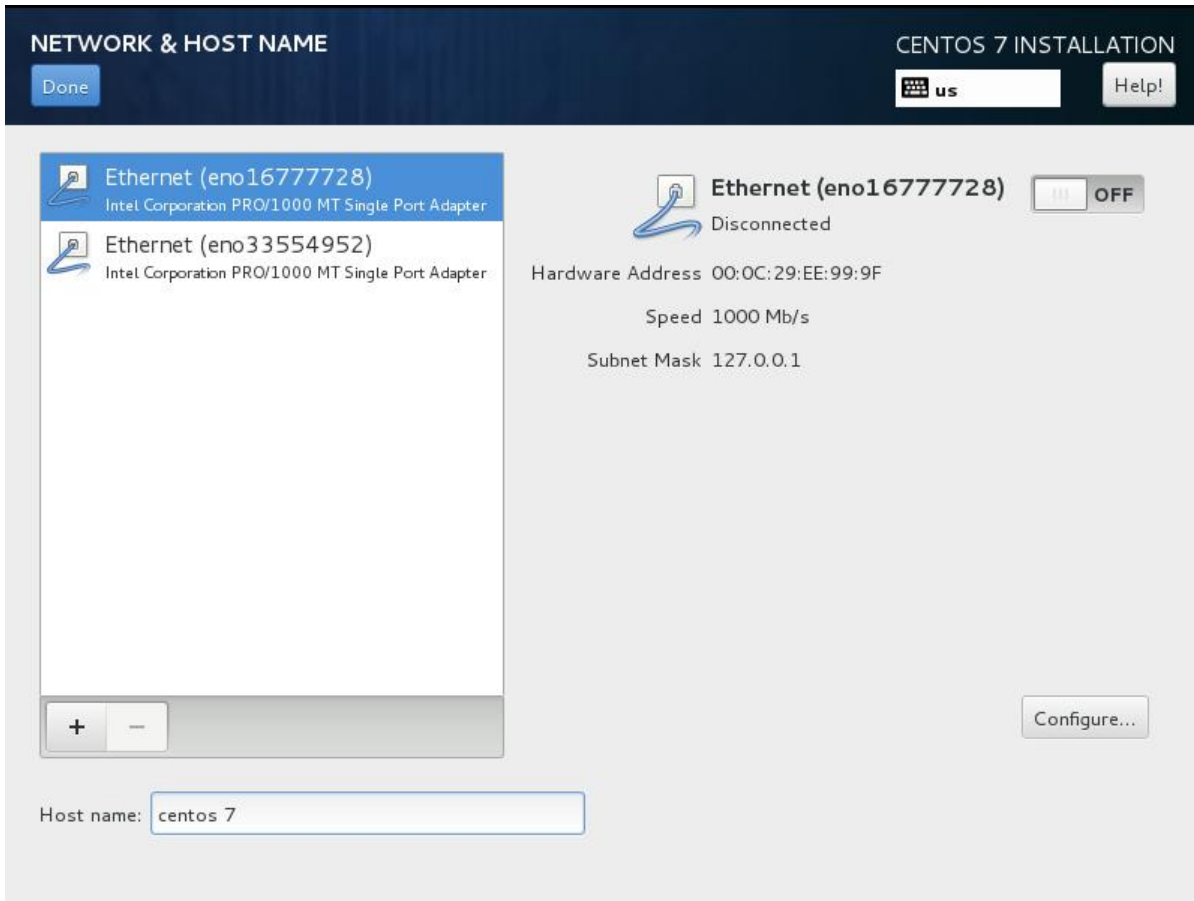 NETWORK & HOST NAME
CENTOS 7 INSTALLATION
Done
us
Help!
Ethernet (eno16777728)
Intel Corporation PRO/1000 MT Single Port Adapter
Ethernet (eno33554952)
Intel Corporation PRO/1000 MT Single Port Adapter
Ethernet (eno16777728)
OFF
Disconnected
Hardware Address 00:0C:29:EE:99:9F
Speed 1000 Mb/s
Subnet Mask 127.0.0.1
+ −
Configure...
Host name: centos 7